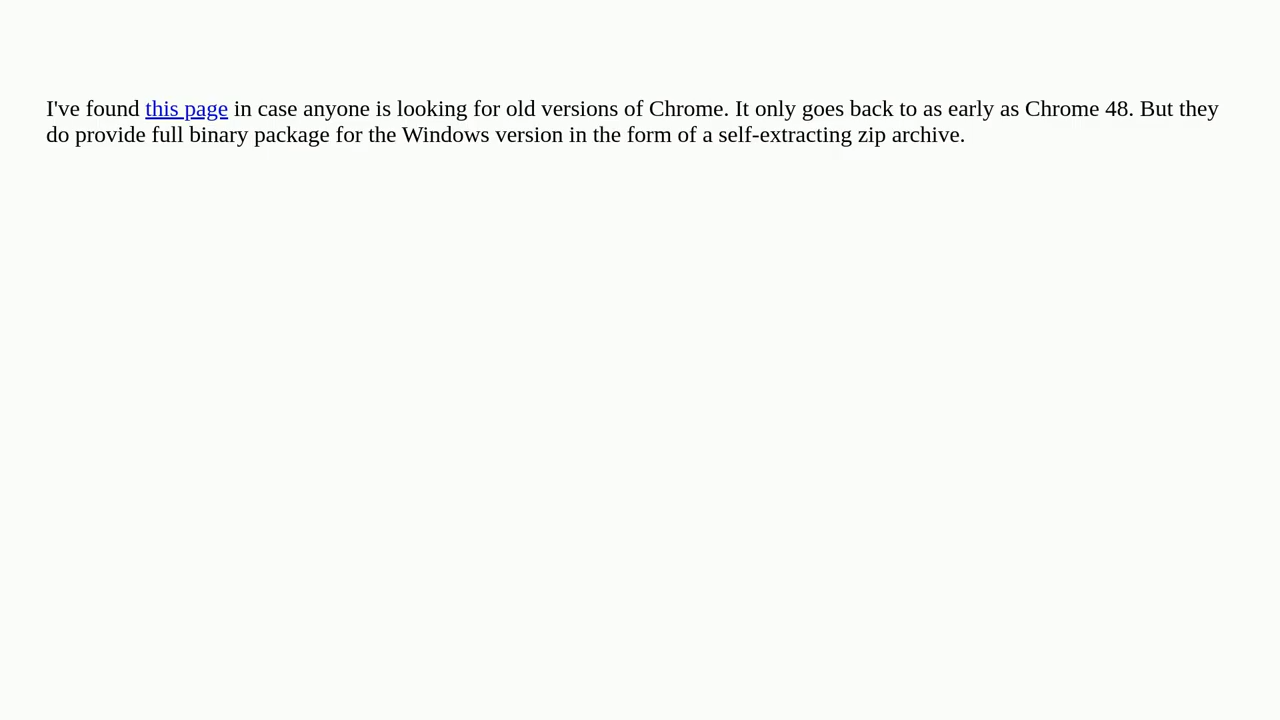 I've found this page in case anyone is looking for old versions of Chrome. It only goes back to as early as Chrome 48. But they
do provide full binary package for the Windows version in the form of a self-extracting zip archive.